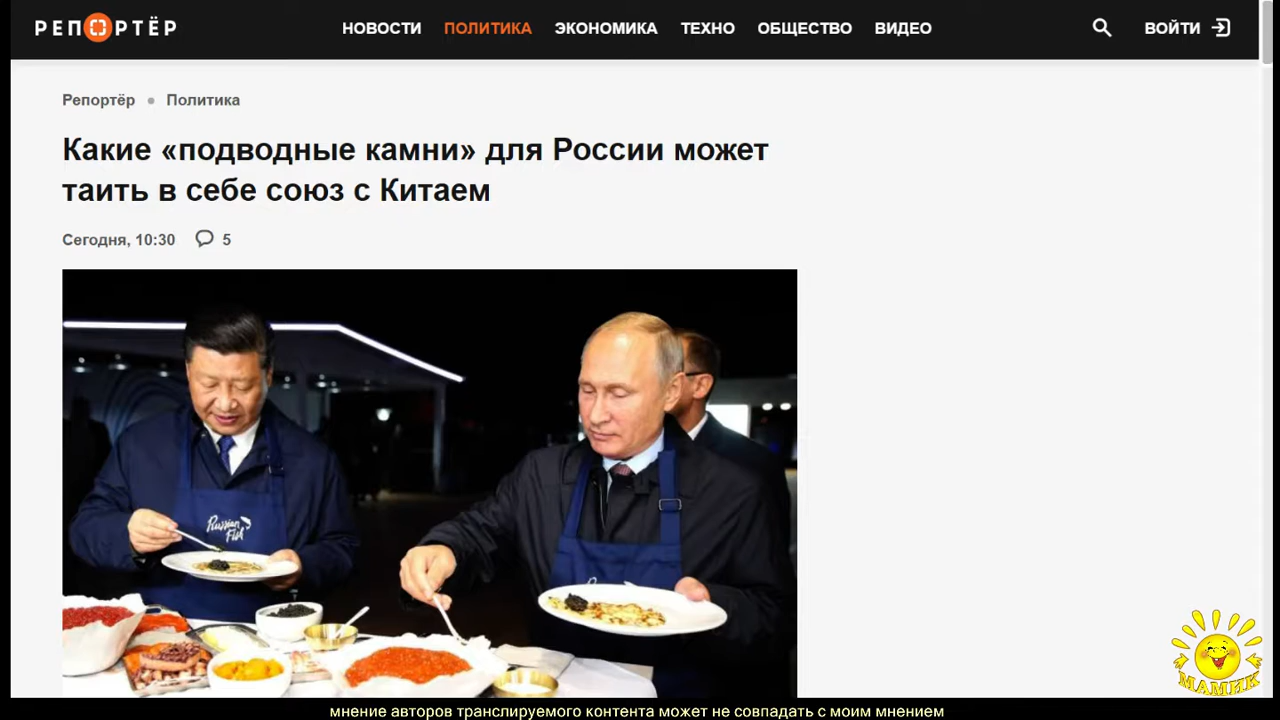 РЕПОРТЁР
НОВОСТИ ПОЛИТИКА ЭКОНОМИКА ТЕХНО ОБЩЕСТВО ВИДЕО
ВОЙТИ
Репортёр • Политика
Какие «подводные камни» для России может
таить в себе союз с Китаем
Сегодня, 10:30 5
Russian
Fish
МАМИК
мнение авторов транслируемого контента может не совпадать с моим мнением